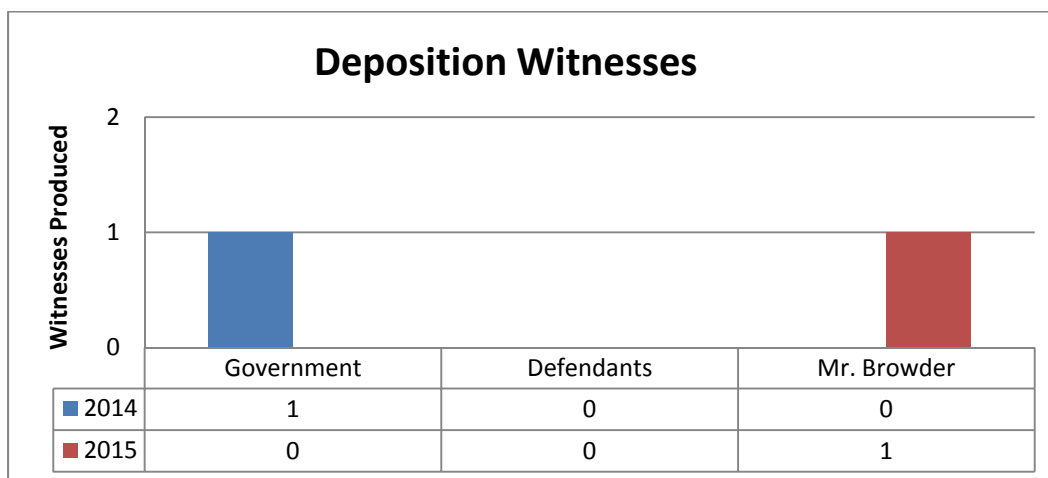 Deposition Witnesses
Witnesses Produced
2
1
0
Government Defendants Mr. Browder
2014 1 0 0
2015 0 0 1